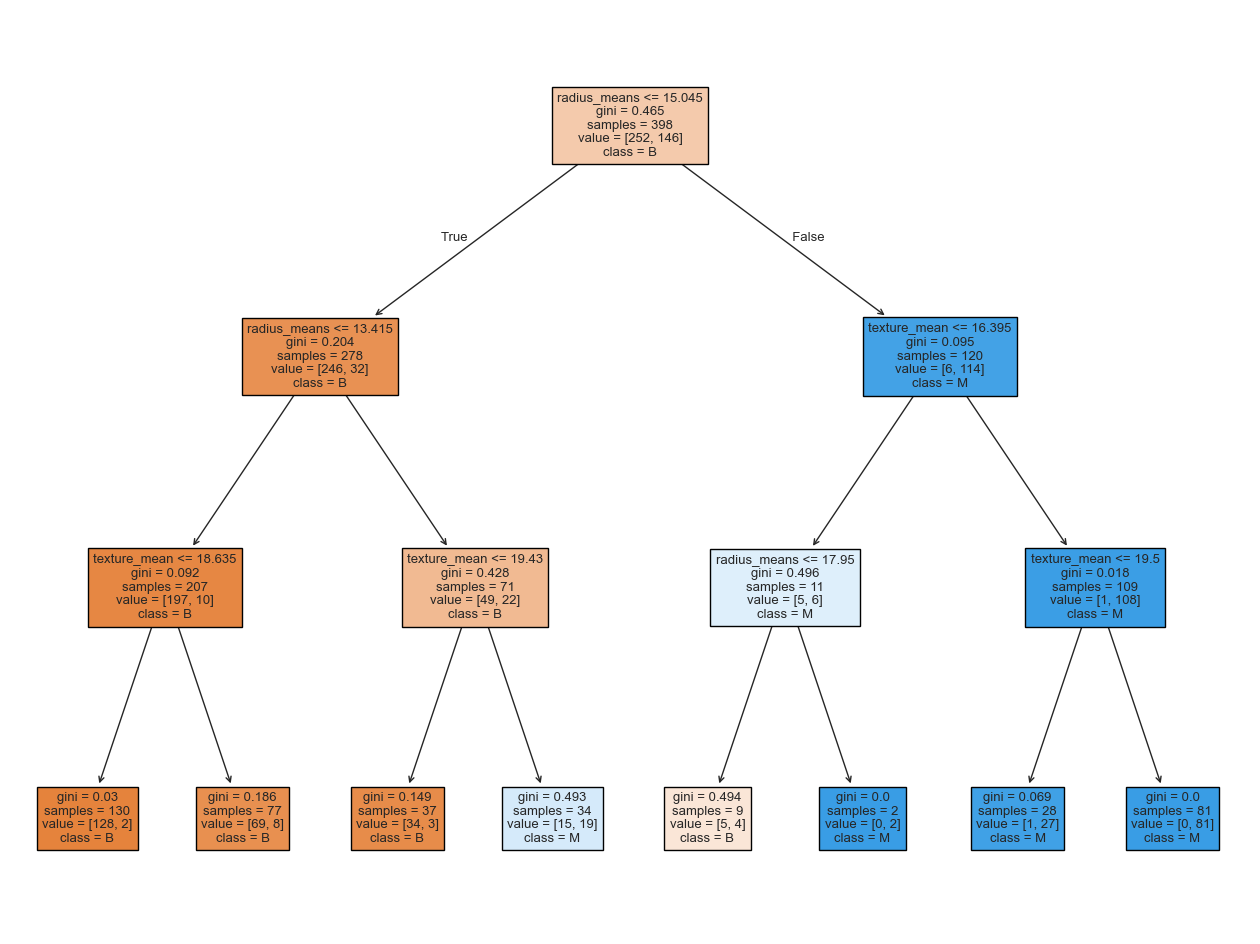 radius_means <= 15.045
gini = 0.465
samples = 398
value = [252, 146]
class = B
True
False
radius_means <= 13.415
gini = 0.204
samples = 278
value = [246, 32]
class = B
texture_mean <= 16.395
gini = 0.095
samples = 120
value = [6, 114]
class = M
texture_mean <= 18.635
gini = 0.092
samples = 207
value = [197, 10]
class = B
texture_mean <= 19.43
gini = 0.428
samples = 71
value = [49, 22]
class = B
radius_means <= 17.95
gini = 0.496
samples = 11
value = [5, 6]
class = M
texture_mean <= 19.5
gini = 0.018
samples = 109
value = [1, 108]
class = M
gini = 0.03
samples = 130
value = [128, 2]
class = B
gini = 0.186
samples = 77
value = [69, 8]
class = B
gini = 0.149
samples = 37
value = [34, 3]
class = B
gini = 0.493
samples = 34
value = [15, 19]
class = M
gini = 0.494
samples = 9
value = [5, 4]
class = B
gini = 0.0
samples = 2
value = [0, 2]
class = M
gini = 0.069
samples = 28
value = [1, 27]
class = M
gini = 0.0
samples = 81
value = [0, 81]
class = M